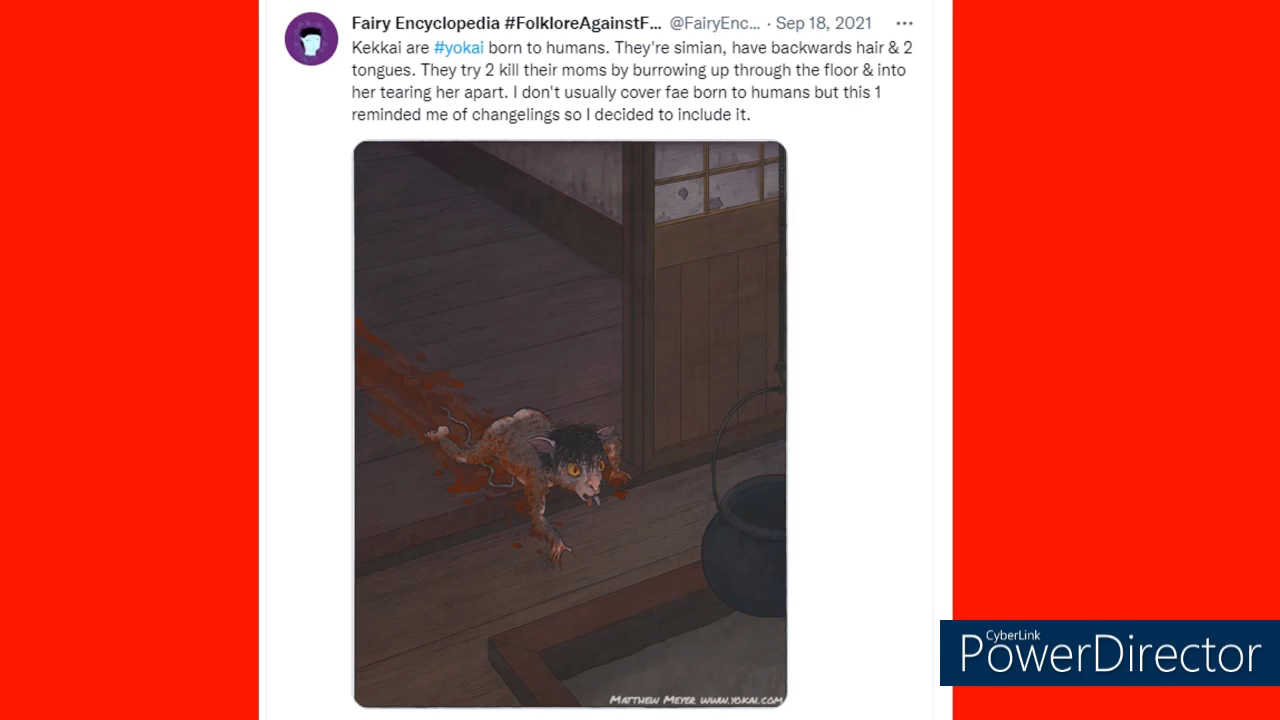 Fairy Encyclopedia #FolkloreAgainstF... @FairyEnc... · Sep 18, 2021
Kekkai are #yokai born to humans. They're simian, have backwards hair & 2
tongues. They try 2 kill their moms by burrowing up through the floor & into
her tearing her apart. I don't usually cover fae born to humans but this 1
reminded me of changelings so I decided to include it.
MATTHEW MEYER WWW.YOKAI.COM
CyberLink
PowerDirector